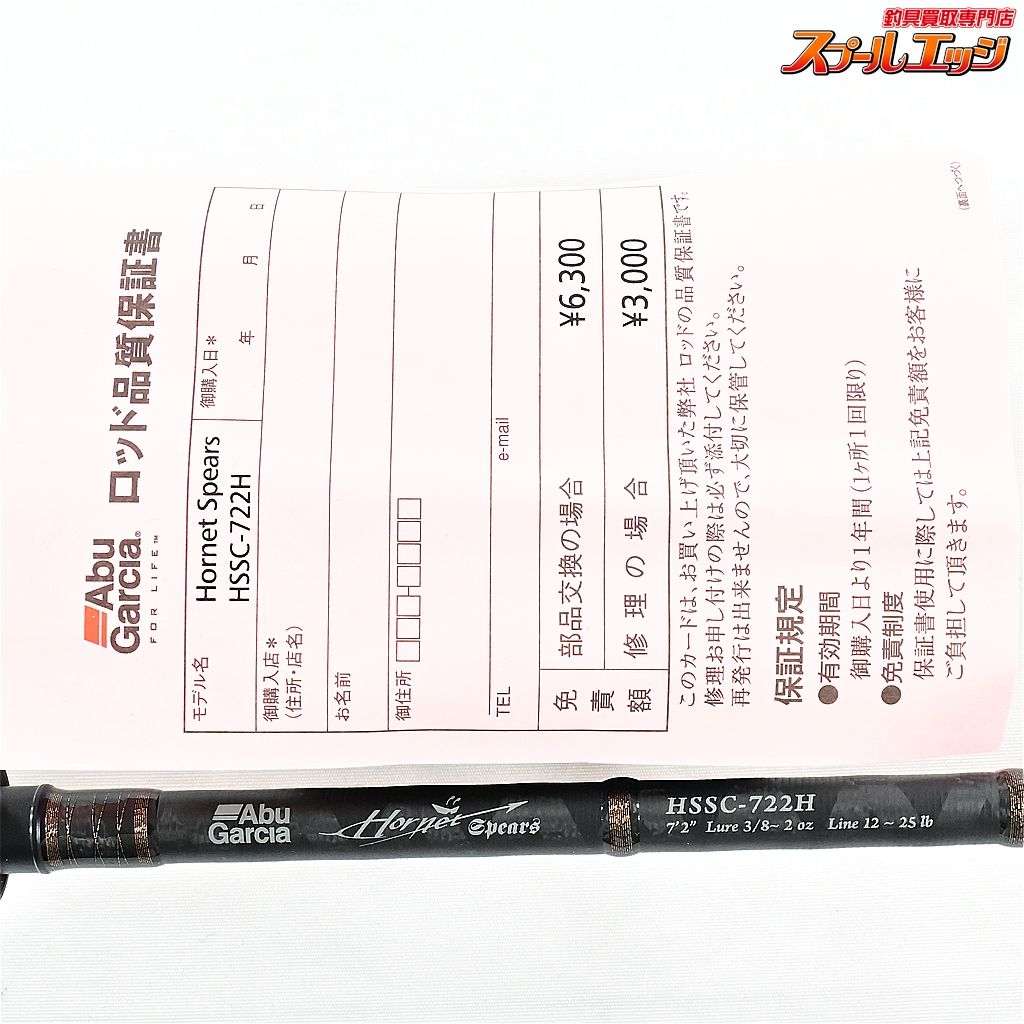 釣具買取専門店
スプールエッジ
Abu Garcia®
FOR LIFE™
ロッド品質保証書
モデル名
Hornet Spears
HSSC-722H
御購入日*
年 月 日
御購入店*
(住所・店名)
お名前
御住所
TEL
e-mail
免責額
部品交換の場合 ¥6,300
修理の場合 ¥3,000
このカードは、お買い上げ頂いた弊社 ロッドの品質保証書です。
修理お申し付けの際は必ず添付してください。
再発行は出来ませんので、大切に保管してください。
保証規定
●有効期間
御購入日より1年間(1ヶ所1回限り)
●免責制度
保証書使用に際しては上記免責額をお客様に
ご負担して頂きます。
(裏面へつづく)
Abu Garcia
Hornet Spears
HSSC-722H
7'2" Lure 3/8~2 oz Line 12 ~ 25 lb